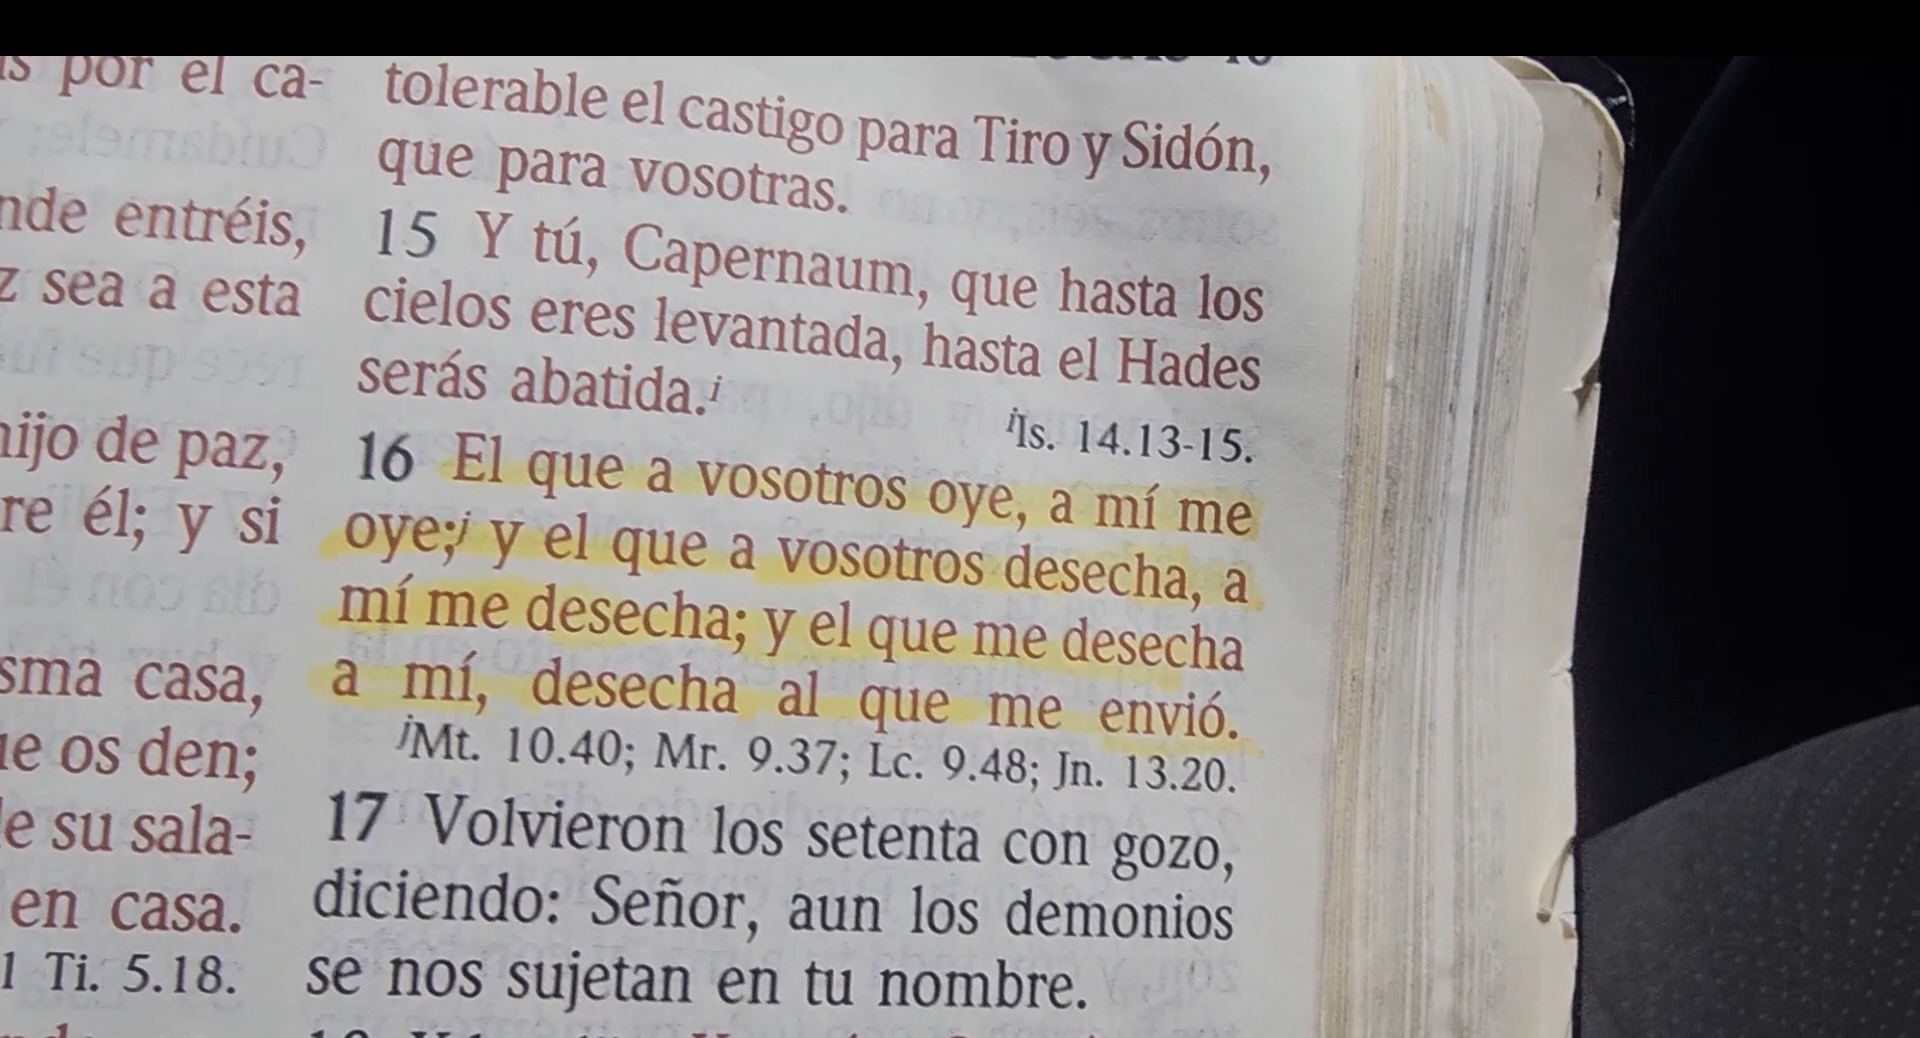 por el ca-
nde entréis,
z sea a esta
hijo de paz,
re él; y si
sma casa,
ue os den;
de su sala-
en casa.
1 Ti. 5.18.
tolerable el castigo para Tiro y Sidón,
que para vosotras.
15 Y tú, Capernaum, que hasta los
cielos eres levantada, hasta el Hades
serás abatida.i
iIs. 14.13-15.
16 El que a vosotros oye, a mí me
oye;j y el que a vosotros desecha, a
mí me desecha; y el que me desecha
a mí, desecha al que me envió.
jMt. 10.40; Mr. 9.37; Lc. 9.48; Jn. 13.20.
17 Volvieron los setenta con gozo,
diciendo: Señor, aun los demonios
se nos sujetan en tu nombre.